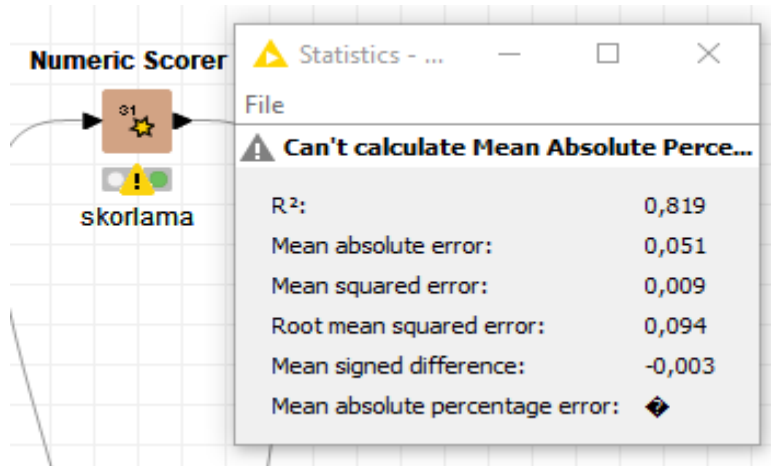 Numeric Scorer
31
skorlama
Statistics - ...
File
Can't calculate Mean Absolute Perce...
R²: 0,819
Mean absolute error: 0,051
Mean squared error: 0,009
Root mean squared error: 0,094
Mean signed difference: -0,003
Mean absolute percentage error: �